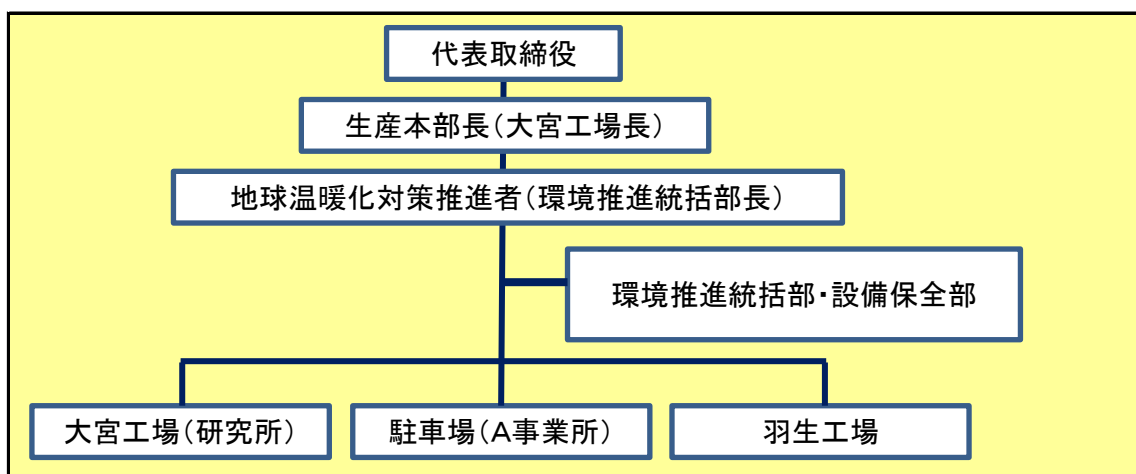 代表取締役
生産本部長（大宮工場長）
地球温暖化対策推進者（環境推進統括部長）
環境推進統括部・設備保全部
大宮工場（研究所）
駐車場（A事業所）
羽生工場